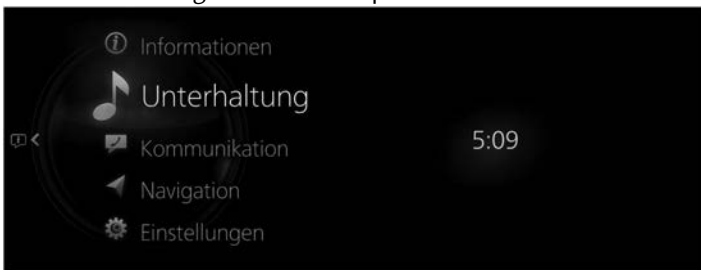 Informationen
Unterhaltung
Kommunikation
Navigation
Einstellungen
5:09